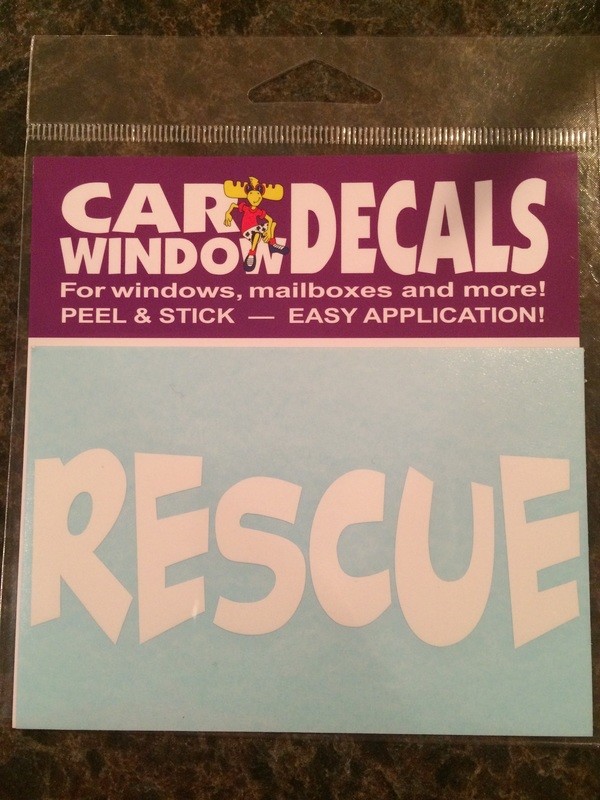 CAR WINDOW DECALS
For windows, mailboxes and more!
PEEL & STICK — EASY APPLICATION!
RESCUE